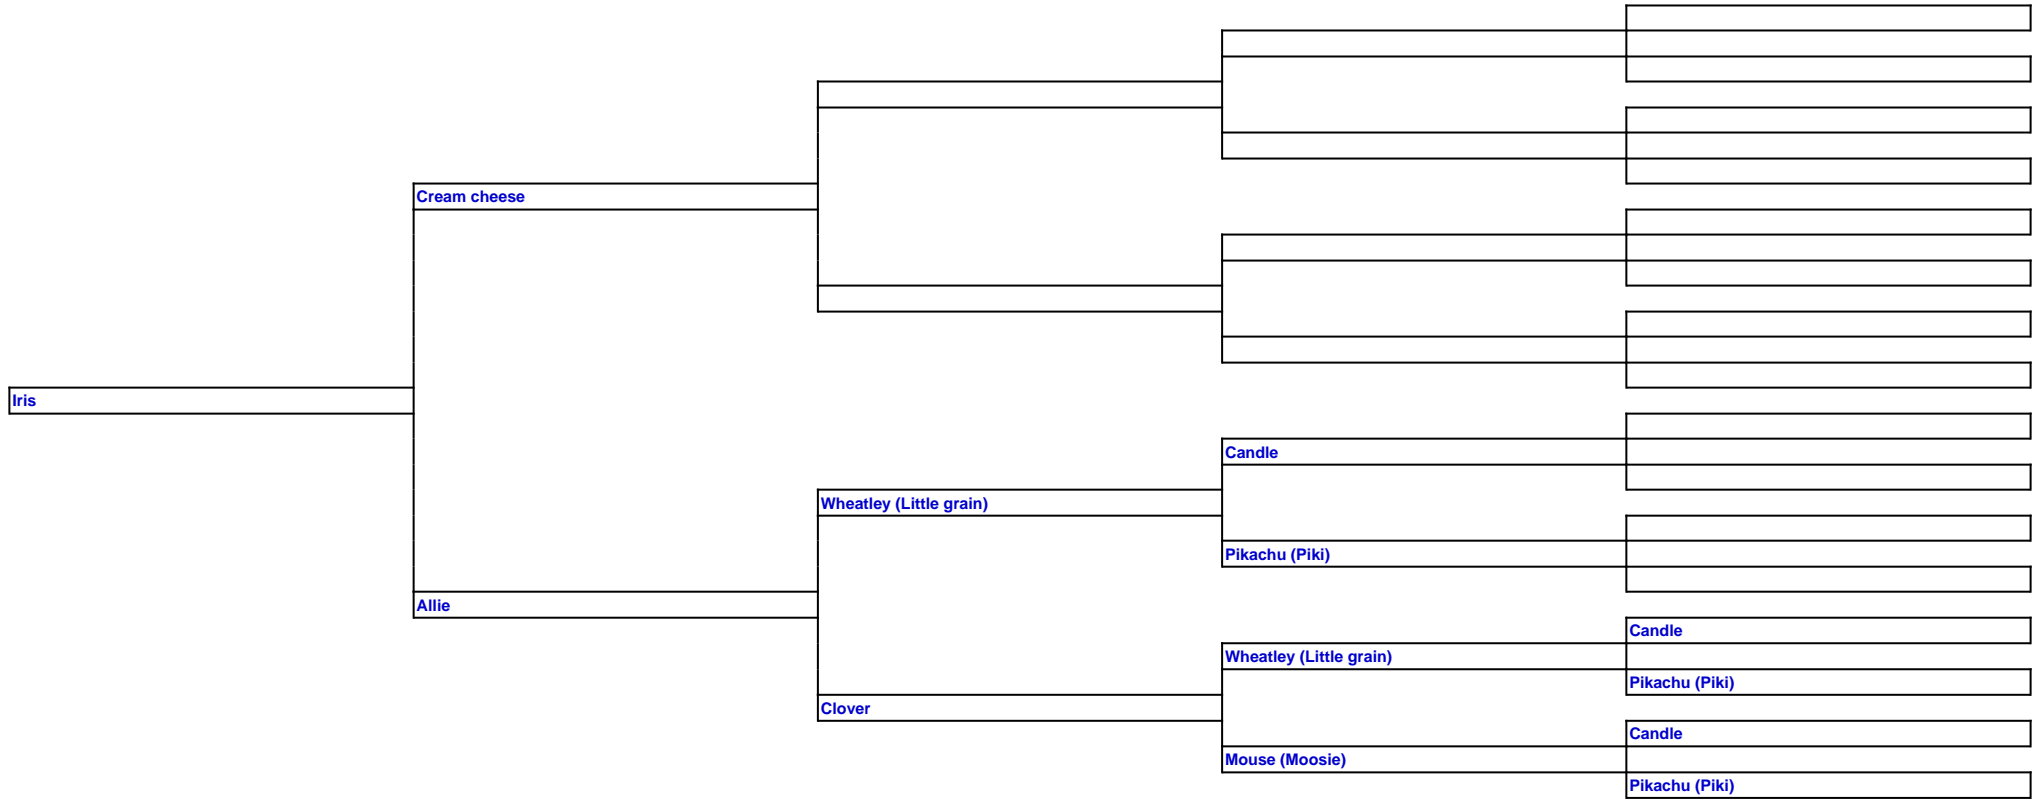 Cream cheese
Iris
Candle
Wheatley (Little grain)
Pikachu (Piki)
Allie
Candle
Wheatley (Little grain)
Pikachu (Piki)
Clover
Candle
Mouse (Moosie)
Pikachu (Piki)